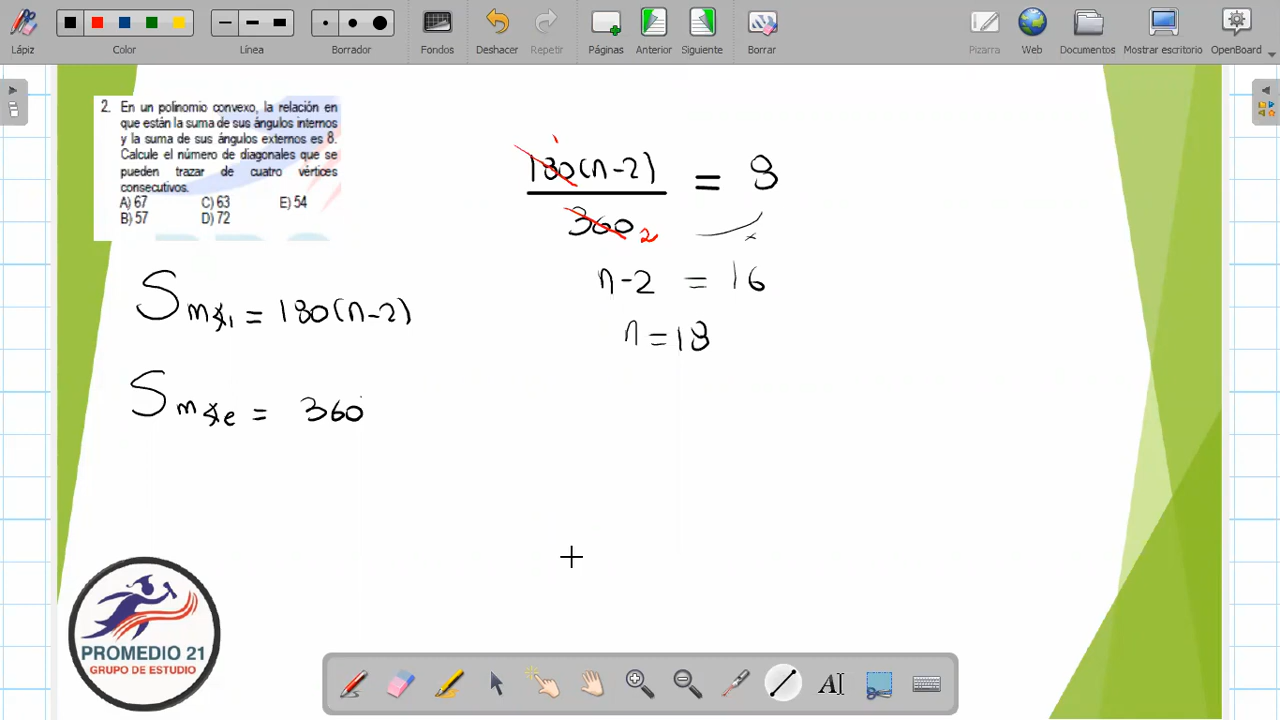 Lápiz
Color
Línea
Borrador
Fondos
Deshacer
Repetir
Páginas
Anterior
Siguiente
Borrar
Pizarra
Web
Documentos
Mostrar escritorio
OpenBoard
2. En un polinomio convexo, la relación en
que están la suma de sus ángulos internos
y la suma de sus ángulos externos es 8.
Calcule el número de diagonales que se
pueden trazar de cuatro vértices
consecutivos.
A) 67 C) 63 E) 54
B) 57 D) 72
1
180(n-2)
360 2
= 8
x
n-2 = 16
n = 18
S m∡i = 180(n-2)
S m∡e = 360
PROMEDIO 21
GRUPO DE ESTUDIO